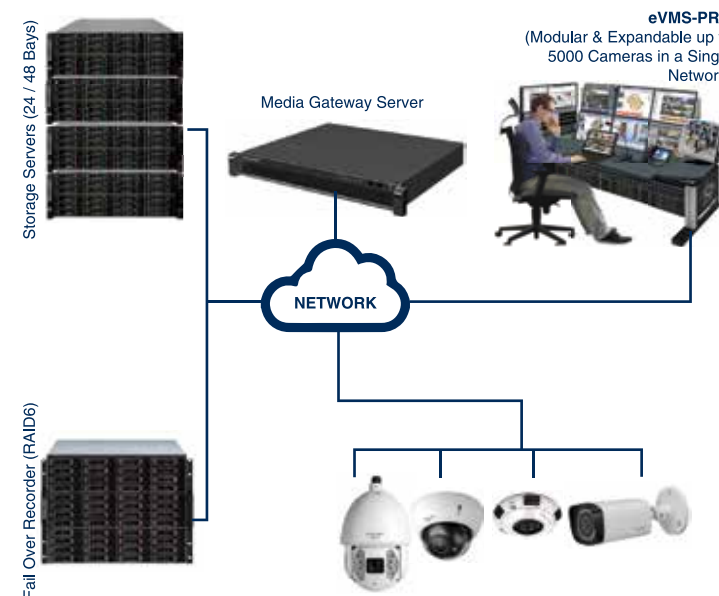 eVMS-PR
(Modular & Expandable up
5000 Cameras in a Sing
Networ
Storage Servers (24 / 48 Bays)
Media Gateway Server
NETWORK
Fail Over Recorder (RAID6)